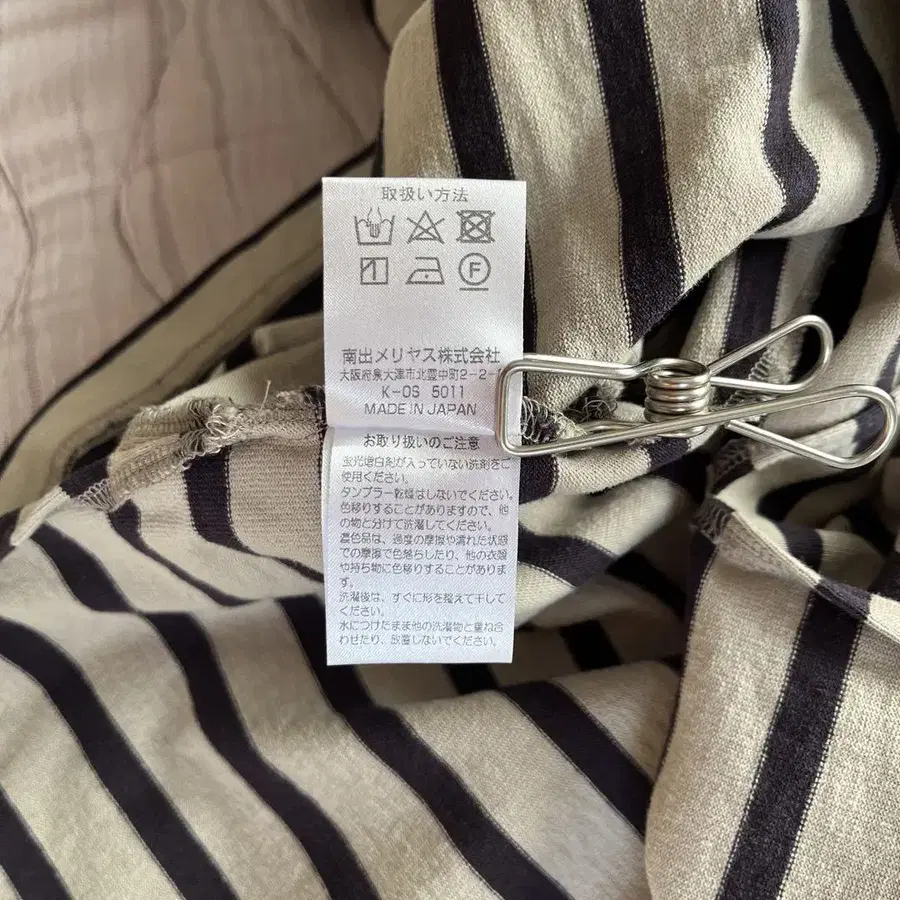 取扱い方法
F
南出メリヤス株式会社
大阪府泉大津市北豊中町2-2-
K-OS 5011
MADE IN JAPAN
お取り扱いのご注意
蛍光増白剤が入っていない洗剤をご
使用ください。
タンブラー乾燥はしないでください。
色移りすることがありますので、他
の物と分けて洗濯してください。
濃色品は、過度の摩擦や濡れた状態
での摩擦で色落ちしたり、他の衣服
や持ち物に色移りすることがありま
す。
洗濯後は、すぐに形を整えて干して
ください。
水につけたまま他の洗濯物と重ね合
わせたり、放置しないでください。